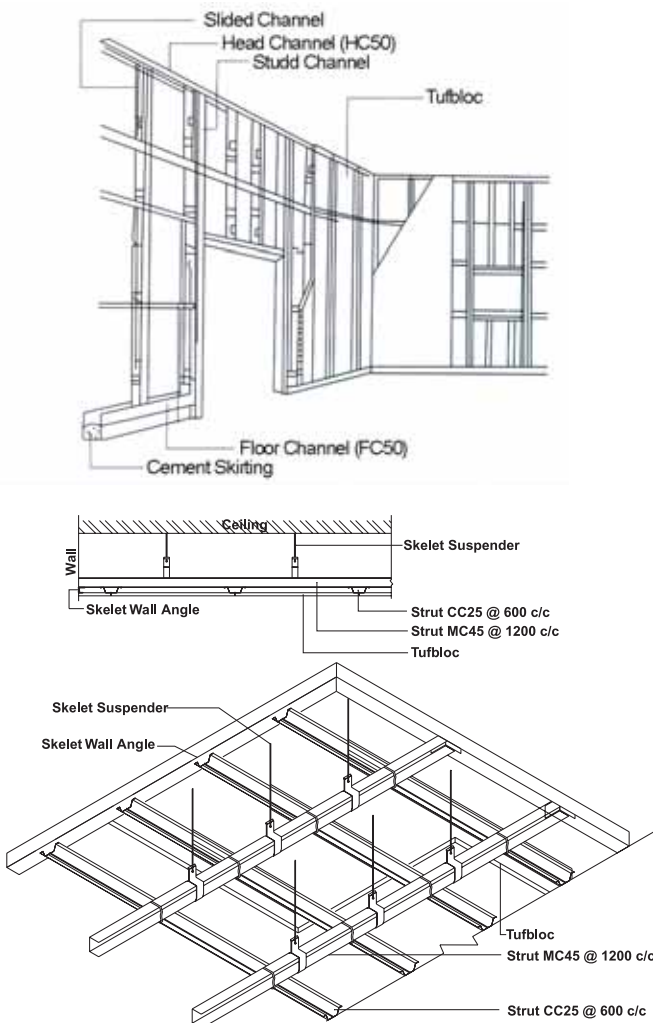 Slided Channel
Head Channel (HC50)
Studd Channel
Tufbloc
Floor Channel (FC50)
Cement Skirting
Ceiling
Wall
Skelet Suspender
Skelet Wall Angle
Strut CC25 @ 600 c/c
Strut MC45 @ 1200 c/c
Tufbloc
Skelet Suspender
Skelet Wall Angle
Tufbloc
Strut MC45 @ 1200 c/c
Strut CC25 @ 600 c/c